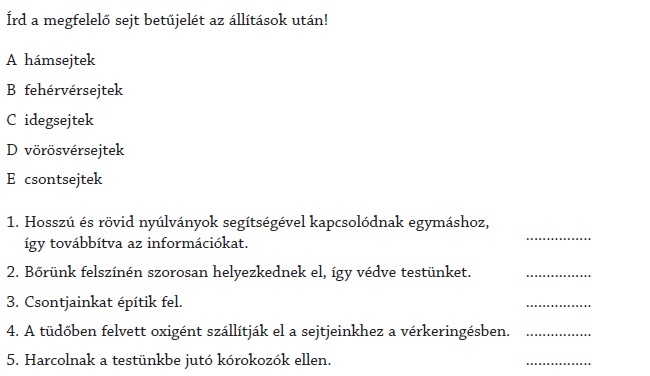 Írd a megfelelő sejt betűjelét az állítások után!
A hámsejtek
B fehérvérsejtek
C idegsejtek
D vörösvérsejtek
E csontsejtek
1. Hosszú és rövid nyúlványok segítségével kapcsolódnak egymáshoz,
így továbbítva az információkat. ................
2. Bőrünk felszínén szorosan helyezkednek el, így védve testünket. ................
3. Csontjainkat építik fel. ................
4. A tüdőben felvett oxigént szállítják el a sejtjeinkhez a vérkeringésben. ................
5. Harcolnak a testünkbe jutó kórokozók ellen. ................